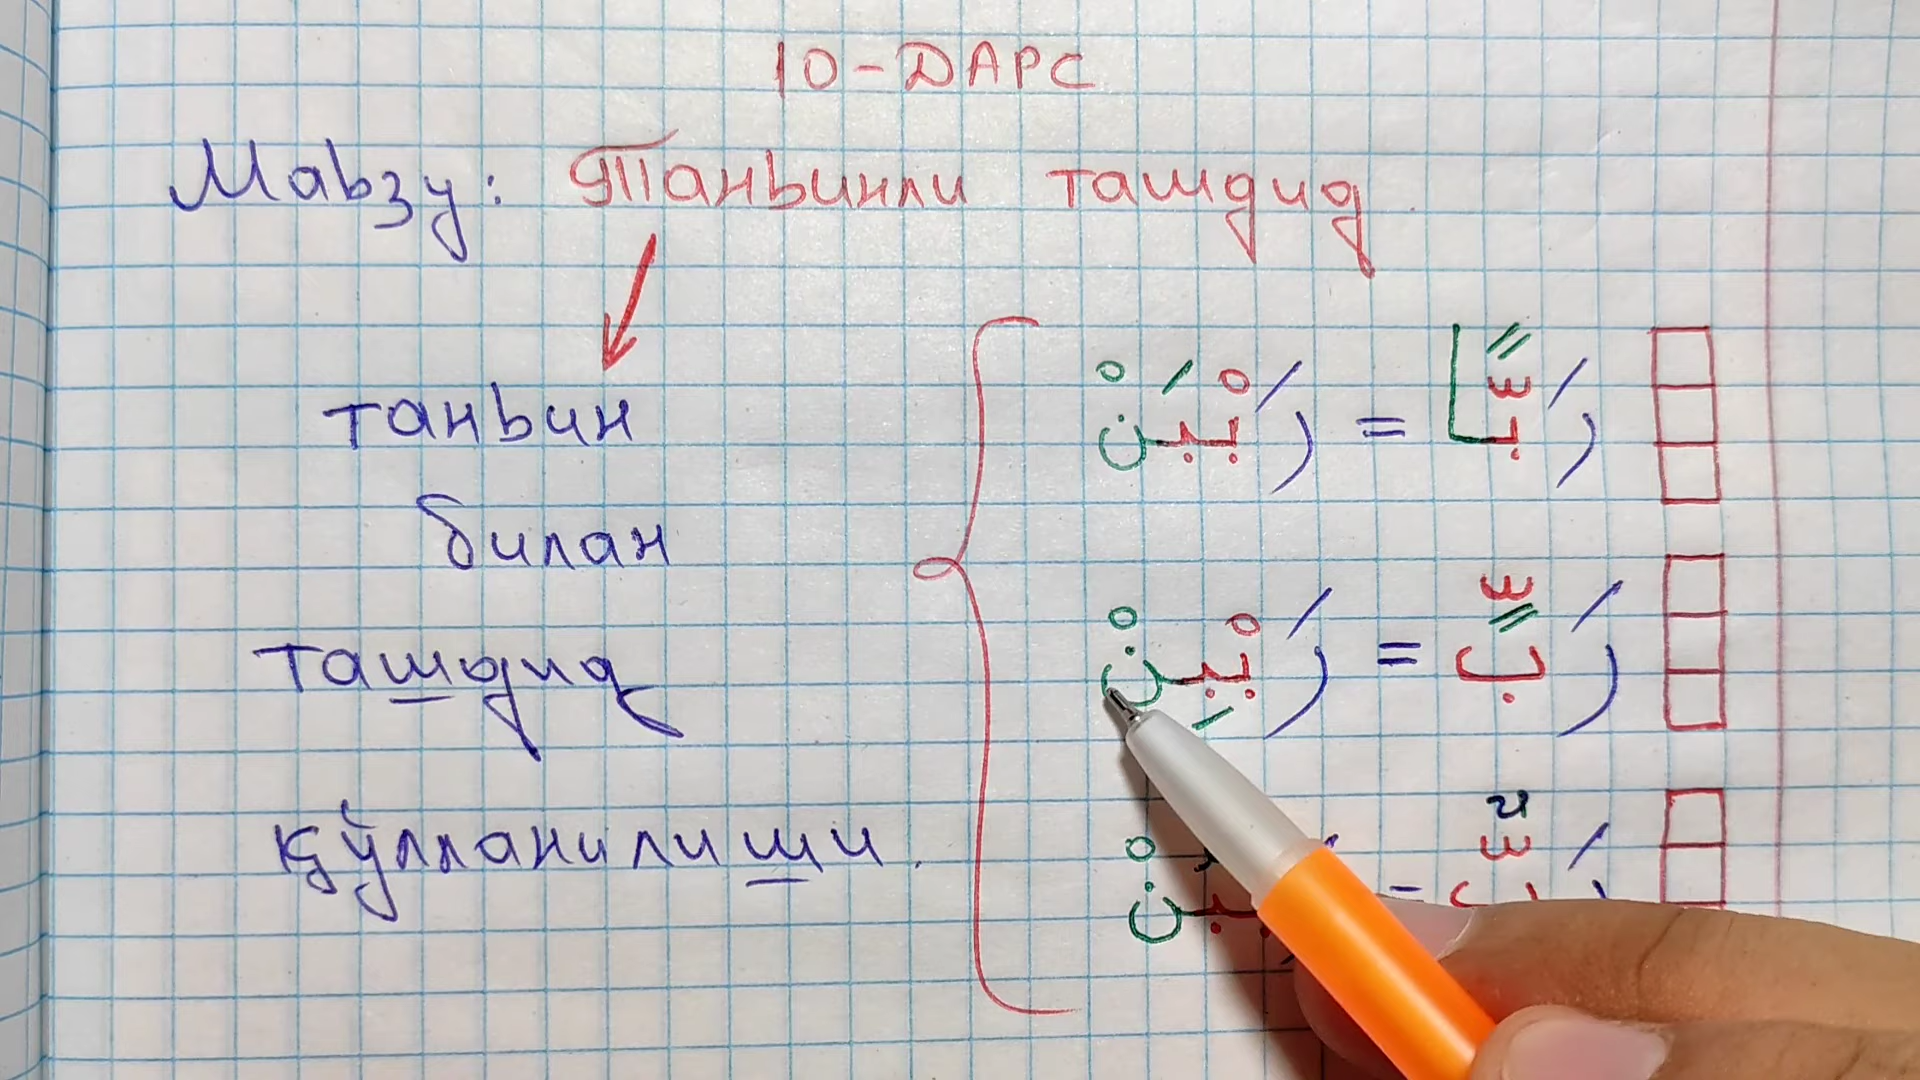 10-ДАРС
Мавзу: Танвинли ташдид
танвин
билан
ташдид
қўлланилиши.
رَبْبَنْ = رَبًّا
رَبْبِنْ = رَبٍّ